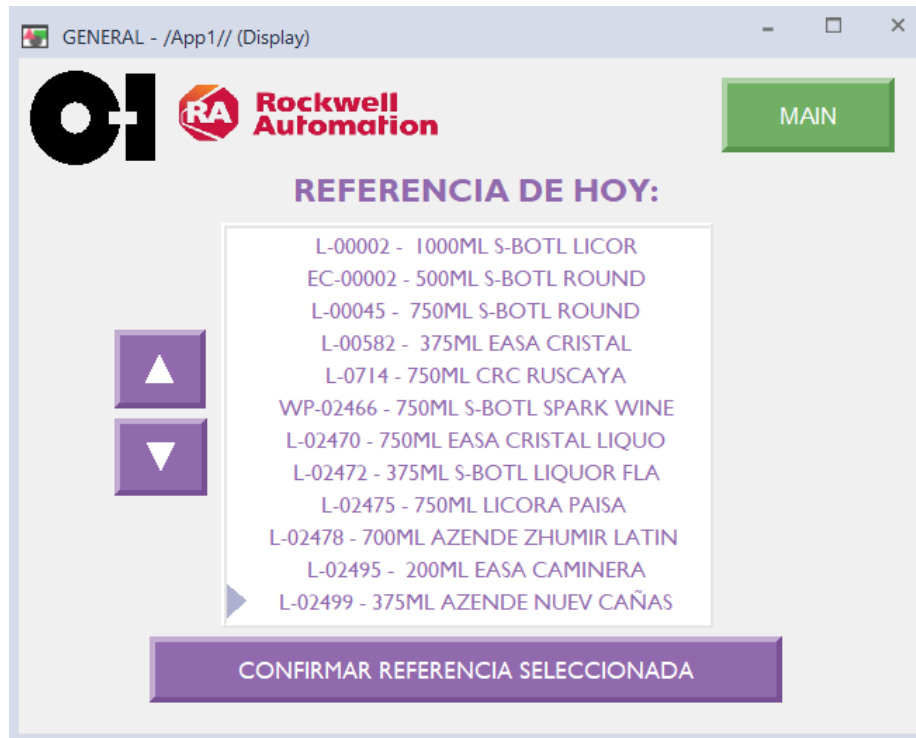 GENERAL - /App1// (Display)
O-I
RA Rockwell
Automation
MAIN
REFERENCIA DE HOY:
L-00002 - 1000ML S-BOTL LICOR
EC-00002 - 500ML S-BOTL ROUND
L-00045 - 750ML S-BOTL ROUND
L-00582 - 375ML EASA CRISTAL
L-0714 - 750ML CRC RUSCAYA
WP-02466 - 750ML S-BOTL SPARK WINE
L-02470 - 750ML EASA CRISTAL LIQUO
L-02472 - 375ML S-BOTL LIQUOR FLA
L-02475 - 750ML LICORA PAISA
L-02478 - 700ML AZENDE ZHUMIR LATIN
L-02495 - 200ML EASA CAMINERA
L-02499 - 375ML AZENDE NUEV CAÑAS
CONFIRMAR REFERENCIA SELECCIONADA